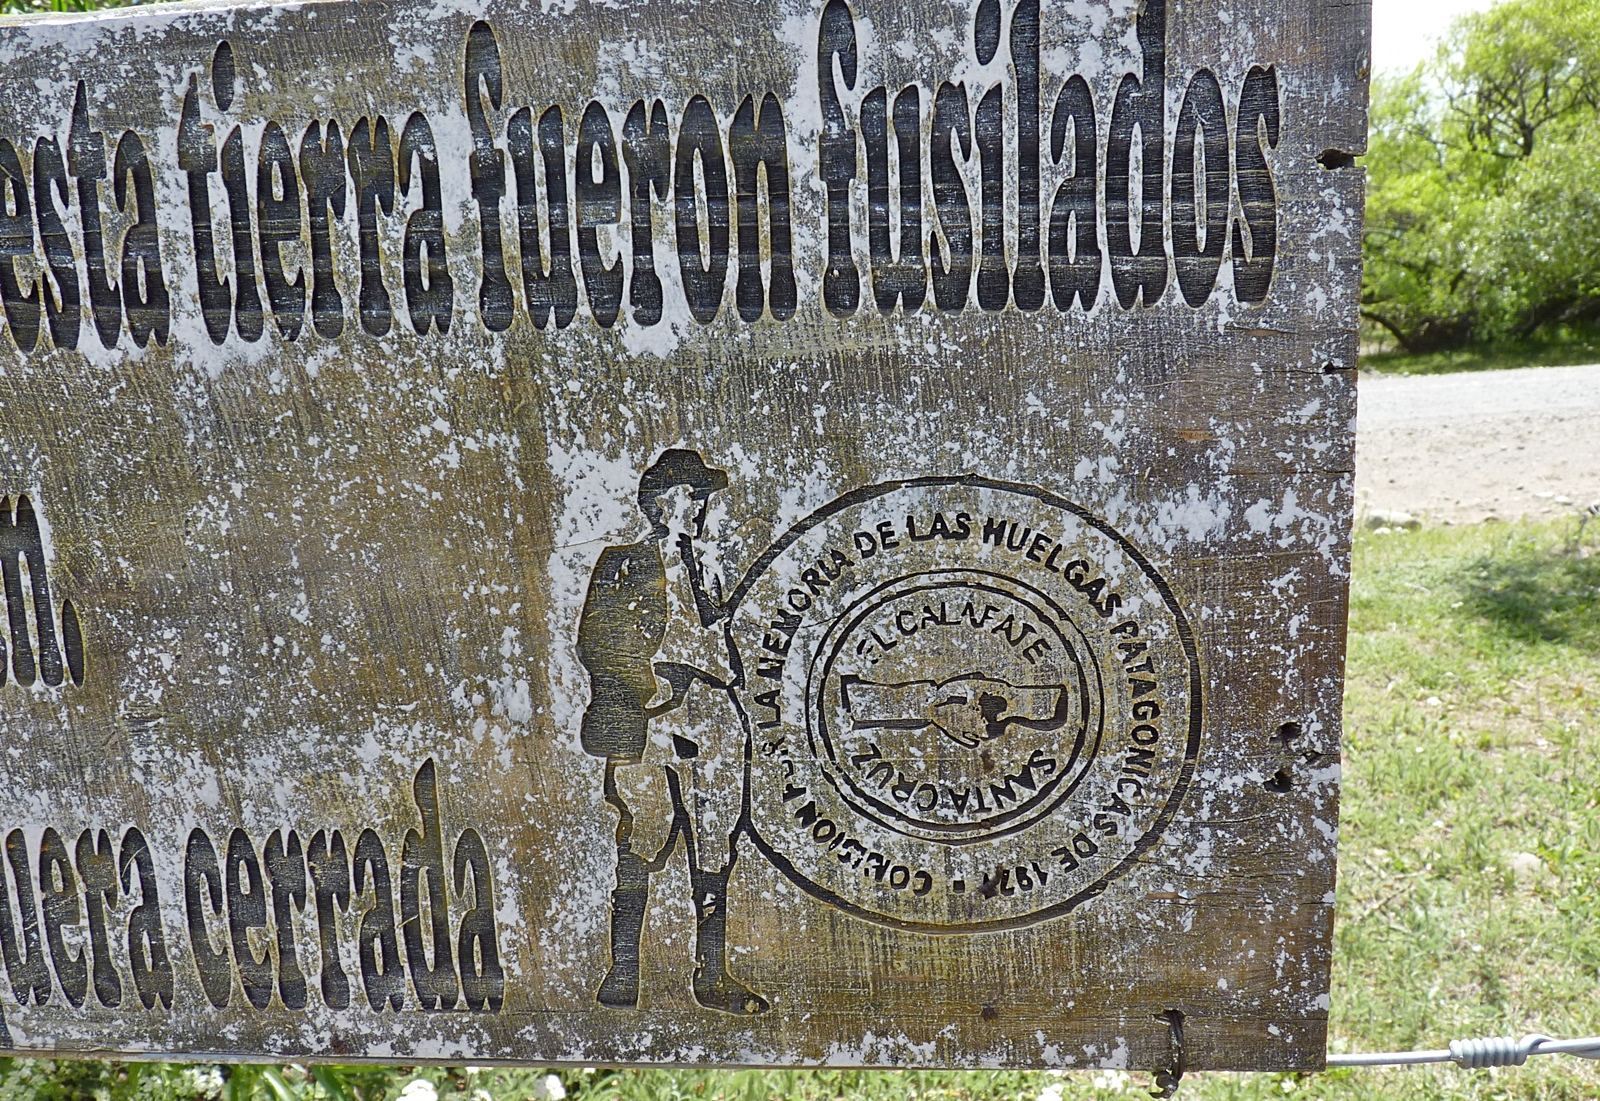 esta tierra fueron fusilados
n.
uera cerrada
COMISION POR LA MEMORIA DE LAS HUELGAS PATAGONICAS DE 1921
EL CALAFATE
SANTA CRUZ